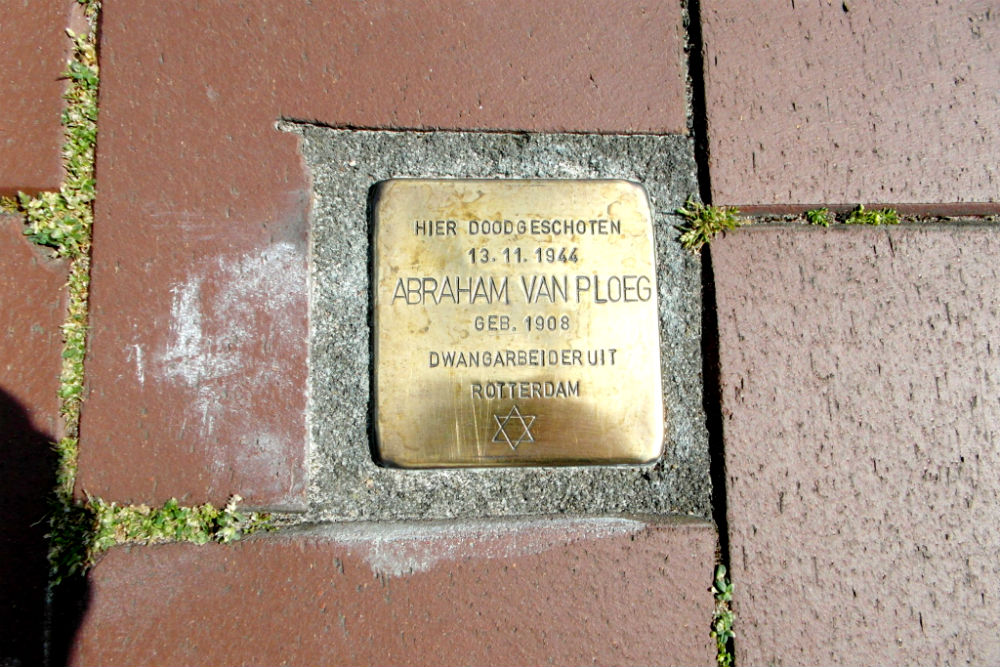 HIER DOODGESCHOTEN
13.11.1944
ABRAHAM VAN PLOEG
GEB. 1908
DWANGARBEIDER UIT
ROTTERDAM